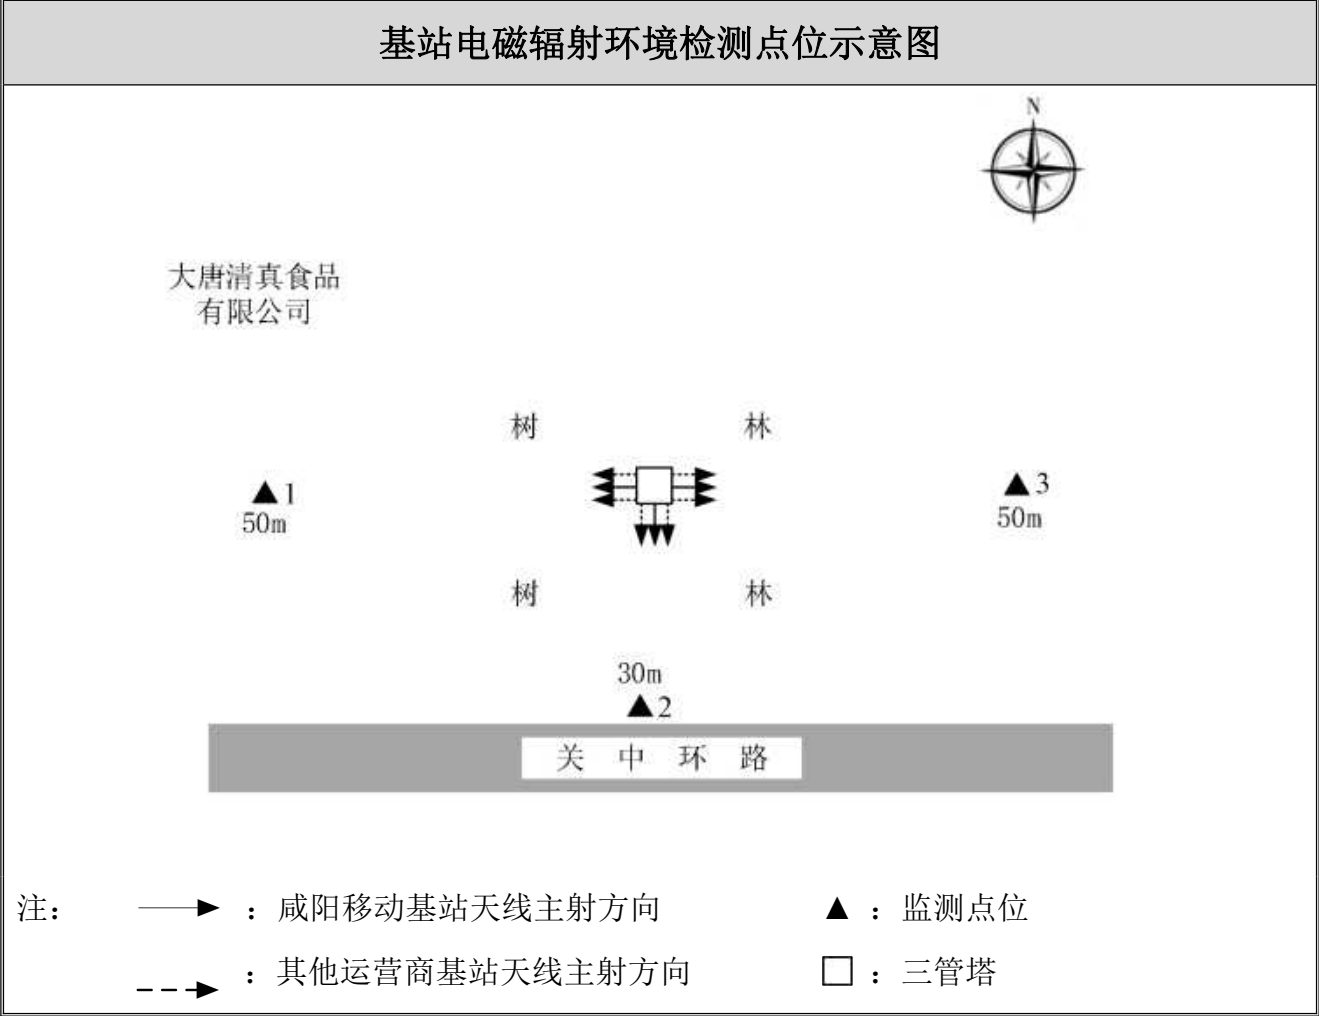 基站电磁辐射环境检测点位示意图
N
大唐清真食品
有限公司
树 林
▲1
50m
▲3
50m
树 林
30m
▲2
关中环路
注：
：咸阳移动基站天线主射方向
▲：监测点位
：其他运营商基站天线主射方向
□：三管塔